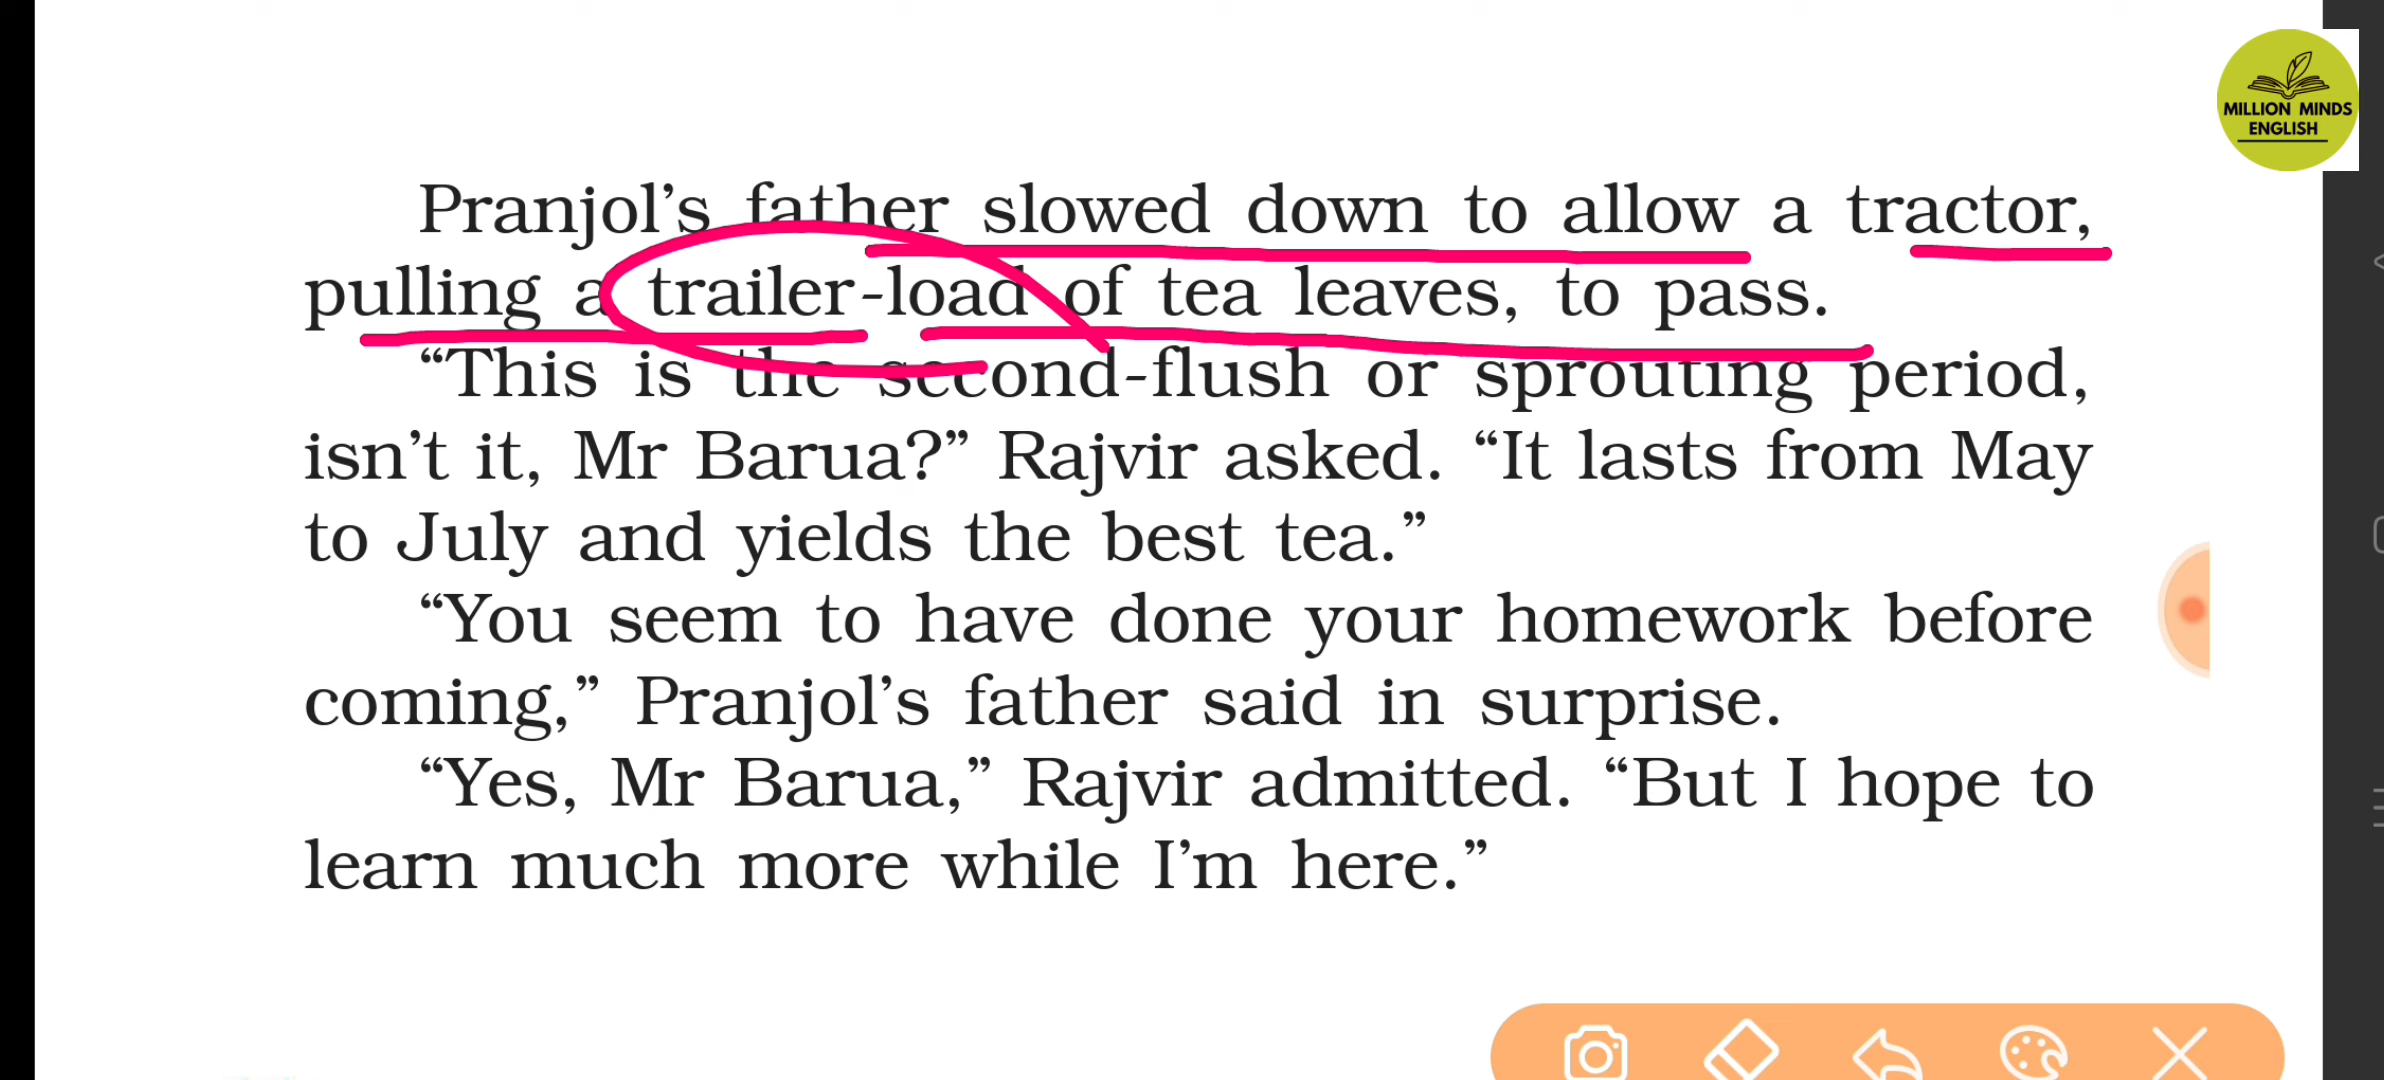 MILLION MINDS
ENGLISH
Pranjol’s father slowed down to allow a tractor,
pulling a trailer-load of tea leaves, to pass.
“This is the second-flush or sprouting period,
isn’t it, Mr Barua?” Rajvir asked. “It lasts from May
to July and yields the best tea.”
“You seem to have done your homework before
coming,” Pranjol’s father said in surprise.
“Yes, Mr Barua,” Rajvir admitted. “But I hope to
learn much more while I’m here.”